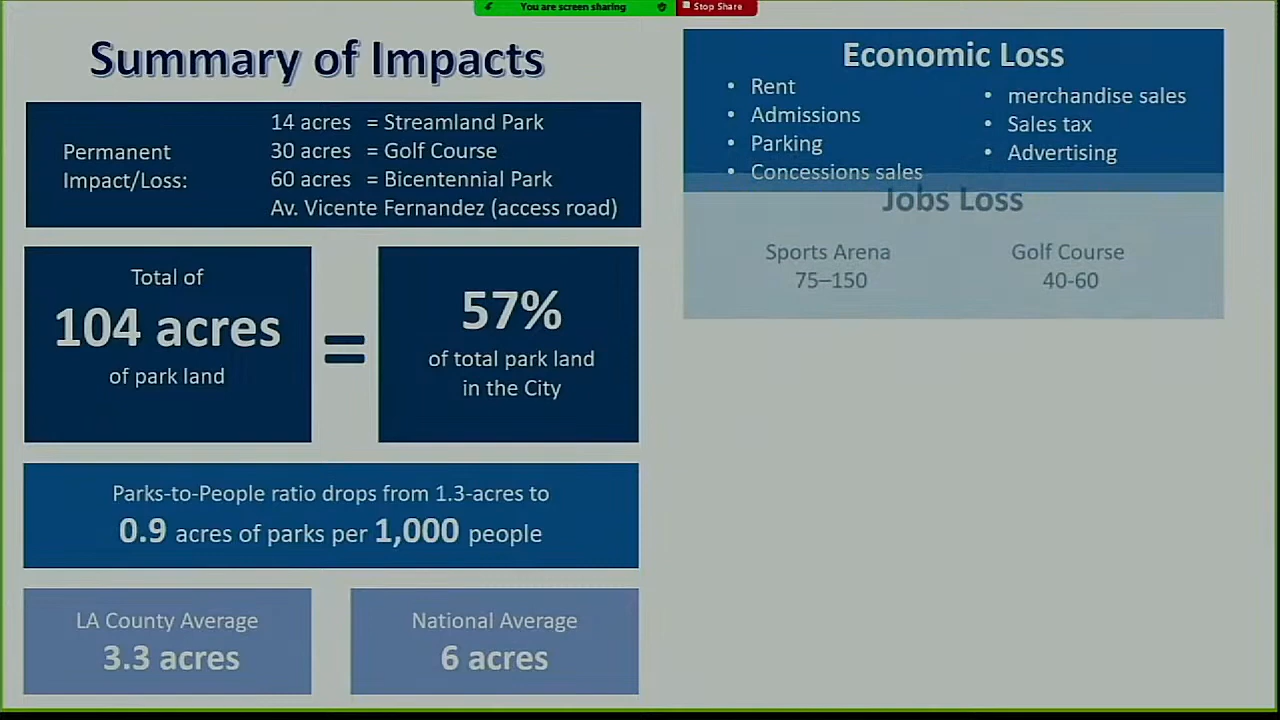 You are screen sharing
Stop Share
Summary of Impacts
Permanent
Impact/Loss:
14 acres = Streamland Park
30 acres = Golf Course
60 acres = Bicentennial Park
Av. Vicente Fernandez (access road)
Total of
104 acres
of park land
=
57%
of total park land
in the City
Parks-to-People ratio drops from 1.3-acres to
0.9 acres of parks per 1,000 people
LA County Average
3.3 acres
National Average
6 acres
Economic Loss
• Rent
• Admissions
• Parking
• Concessions sales
• merchandise sales
• Sales tax
• Advertising
Jobs Loss
Sports Arena
75–150
Golf Course
40-60